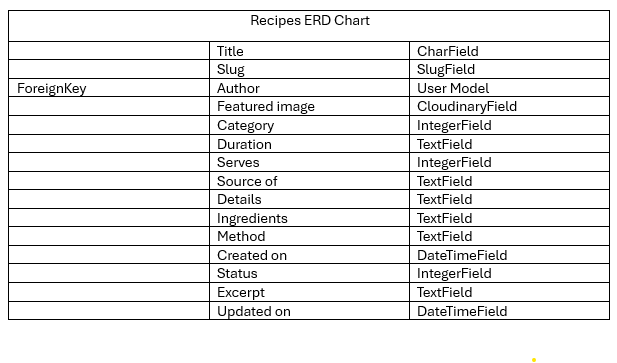 Recipes ERD Chart
Title CharField
Slug SlugField
ForeignKey Author User Model
Featured image CloudinaryField
Category IntegerField
Duration TextField
Serves IntegerField
Source of TextField
Details TextField
Ingredients TextField
Method TextField
Created on DateTimeField
Status IntegerField
Excerpt TextField
Updated on DateTimeField